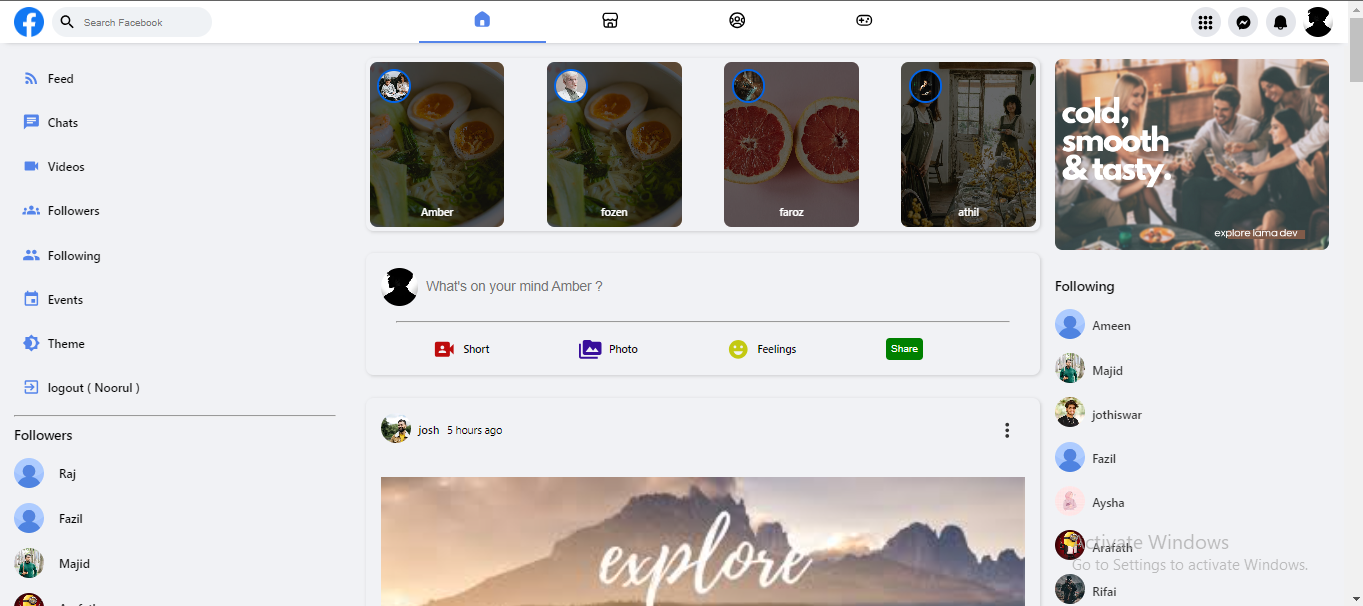 Search Facebook
Feed
Chats
Videos
Followers
Following
Events
Theme
logout ( Noorul )
Followers
Raj
Fazil
Majid
Amber
fozen
faroz
athil
What's on your mind Amber ?
Short
Photo
Feelings
Share
josh 5 hours ago
explore
cold,
smooth
& tasty.
explore lama dev
Following
Ameen
Majid
jothiswar
Fazil
Aysha
Arafath
Rifai
Activate Windows
Go to Settings to activate Windows.